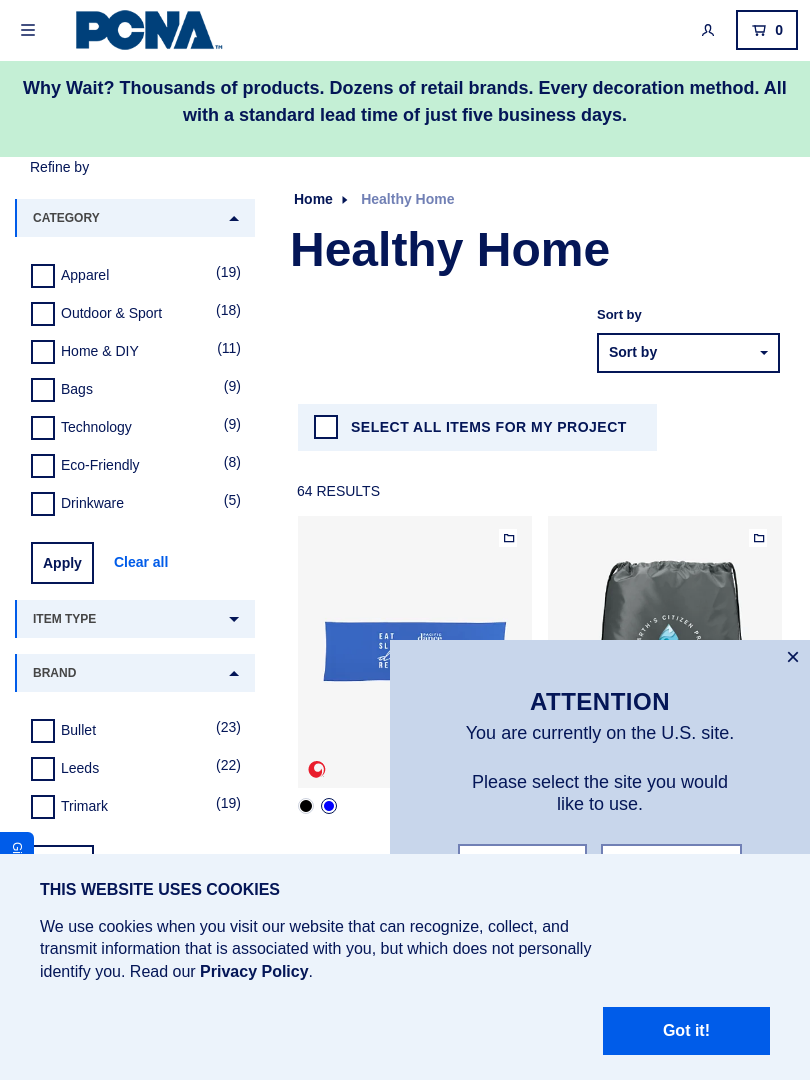 PCNA™
0
Why Wait? Thousands of products. Dozens of retail brands. Every decoration method. All
with a standard lead time of just five business days.
Refine by
CATEGORY
Apparel (19)
Outdoor & Sport (18)
Home & DIY (11)
Bags (9)
Technology (9)
Eco-Friendly (8)
Drinkware (5)
Apply Clear all
ITEM TYPE
BRAND
Bullet (23)
Leeds (22)
Trimark (19)
Home Healthy Home
Healthy Home
Sort by
Sort by
SELECT ALL ITEMS FOR MY PROJECT
64 RESULTS
EAT
PACIFIC
dance
×
ATTENTION
You are currently on the U.S. site.
Please select the site you would
like to use.
THIS WEBSITE USES COOKIES
We use cookies when you visit our website that can recognize, collect, and
transmit information that is associated with you, but which does not personally
identify you. Read our Privacy Policy.
Got it!